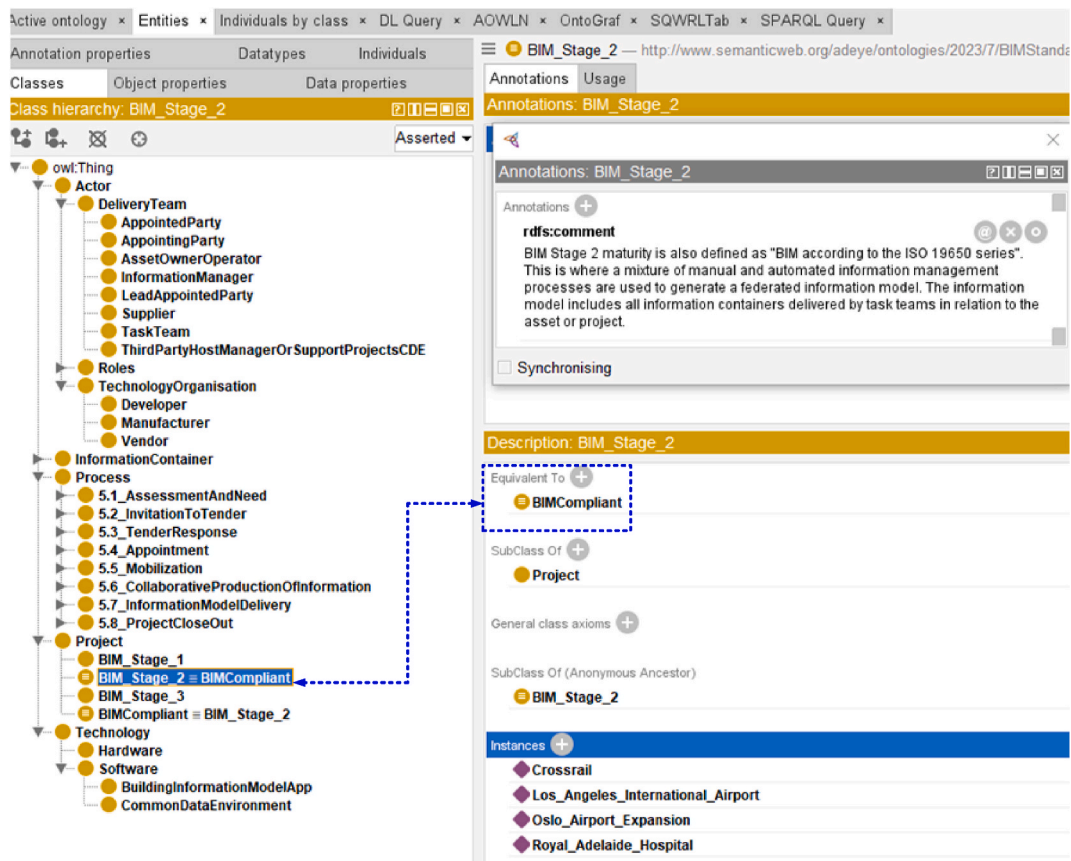 Active ontology × Entities × Individuals by class × DL Query × AOWLN × OntoGraf × SQWRLTab × SPARQL Query ×
Annotation properties Datatypes Individuals
Classes Object properties Data properties
Class hierarchy: BIM_Stage_2
Asserted
owl:Thing
Actor
DeliveryTeam
AppointedParty
AppointingParty
AssetOwnerOperator
InformationManager
LeadAppointedParty
Supplier
TaskTeam
ThirdPartyHostManagerOrSupportProjectsCDE
Roles
TechnologyOrganisation
Developer
Manufacturer
Vendor
InformationContainer
Process
5.1_AssessmentAndNeed
5.2_InvitationToTender
5.3_TenderResponse
5.4_Appointment
5.5_Mobilization
5.6_CollaborativeProductionOfInformation
5.7_InformationModelDelivery
5.8_ProjectCloseOut
Project
BIM_Stage_1
BIM_Stage_2 ≡ BIMCompliant
BIM_Stage_3
BIMCompliant ≡ BIM_Stage_2
Technology
Hardware
Software
BuildingInformationModelApp
CommonDataEnvironment
BIM_Stage_2 — http://www.semanticweb.org/adeye/ontologies/2023/7/BIMStanda
Annotations Usage
Annotations: BIM_Stage_2
Annotations: BIM_Stage_2
Annotations
rdfs:comment
BIM Stage 2 maturity is also defined as "BIM according to the ISO 19650 series".
This is where a mixture of manual and automated information management
processes are used to generate a federated information model. The information
model includes all information containers delivered by task teams in relation to the
asset or project.
Synchronising
Description: BIM_Stage_2
Equivalent To
BIMCompliant
SubClass Of
Project
General class axioms
SubClass Of (Anonymous Ancestor)
BIM_Stage_2
Instances
Crossrail
Los_Angeles_International_Airport
Oslo_Airport_Expansion
Royal_Adelaide_Hospital